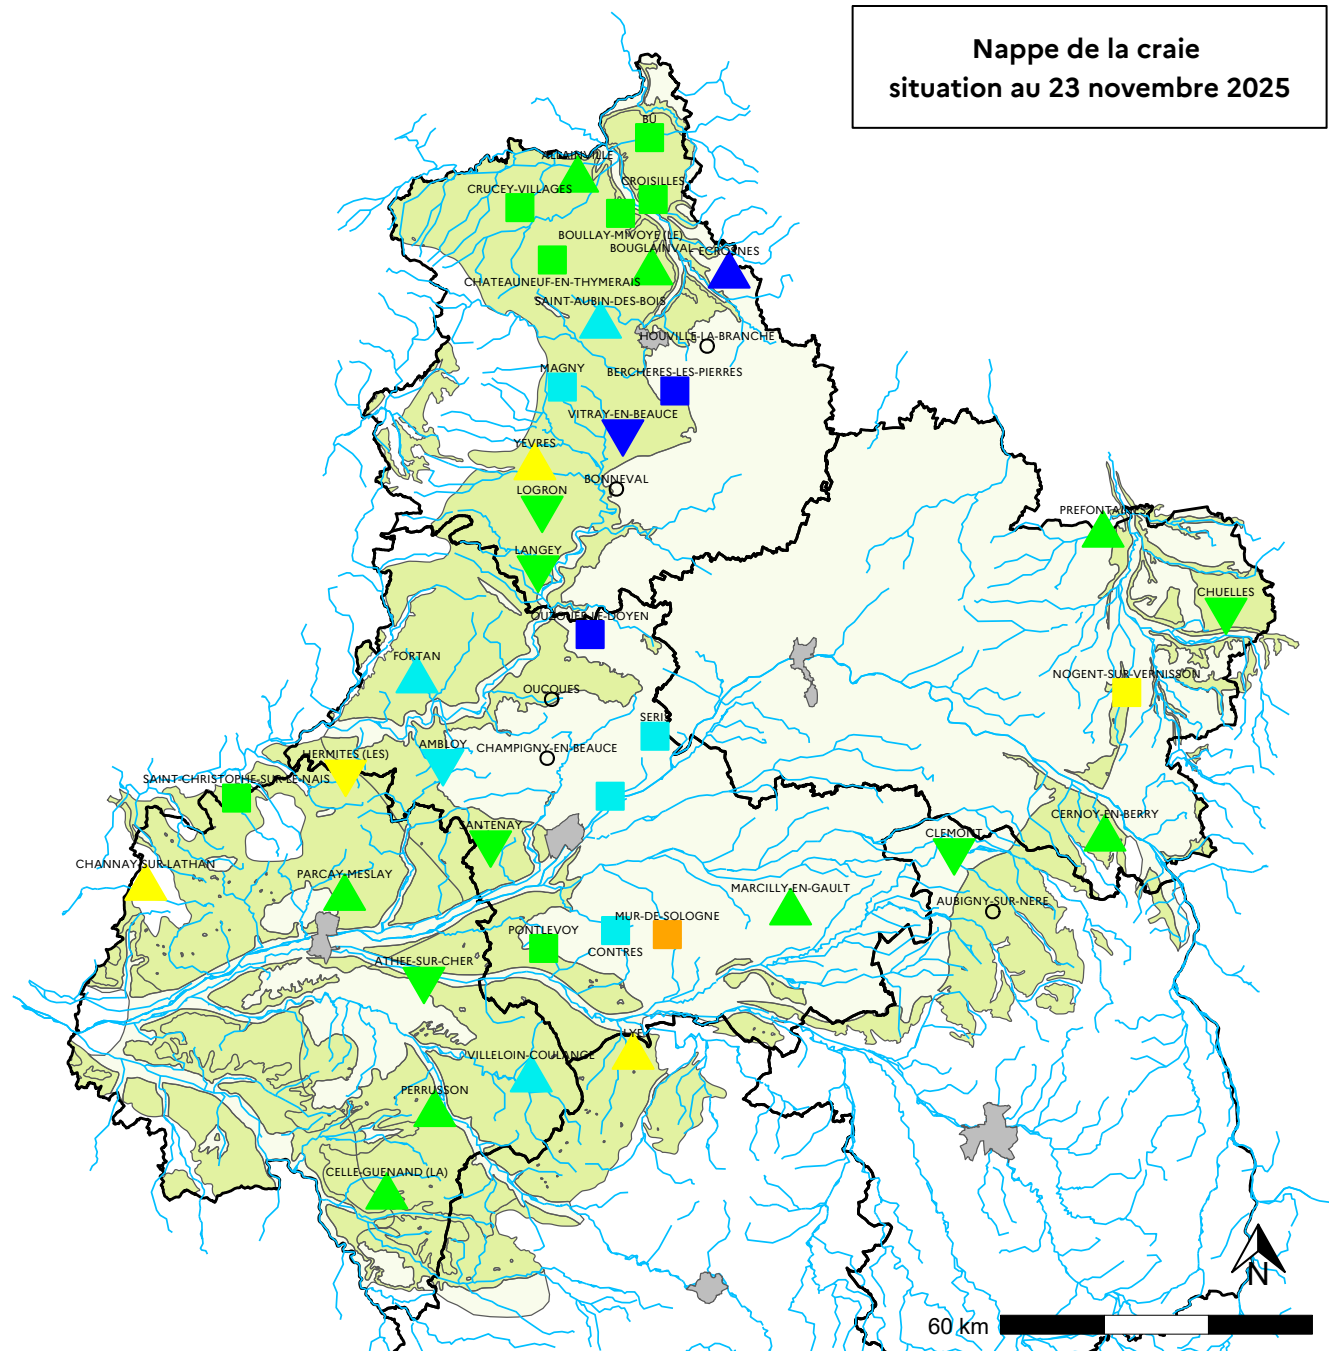 Nappe de la craie
situation au 23 novembre 2025
BU
ALLAINVILLE
CROISILLES
CRUCEY-VILLAGES
BOULLAY-MIVOYE (LE)
BOUGLAINVAL
ECROSNES
CHATEAUNEUF-EN-THYMERAIS
SAINT-AUBIN-DES-BOIS
HOUVILLE-LA-BRANCHE
MAGNY
BERCHERES-LES-PIERRES
VITRAY-EN-BEAUCE
YEVRES
BONNEVAL
LOGRON
PREFONTAINES
LANGEY
CHUELLES
OUZOUER-LE-DOYEN
FORTAN
NOGENT-SUR-VERNISSON
OUCQUES
SERIS
AMBLOY
CHAMPIGNY-EN-BEAUCE
HERMITES (LES)
SAINT-CHRISTOPHE-SUR-LE-NAIS
CERNOY-EN-BERRY
SANTENAY
CLEMONT
CHANNAY-SUR-LATHAN
PARCAY-MESLAY
MARCILLY-EN-GAULT
AUBIGNY-SUR-NERE
MUR-DE-SOLOGNE
PONTLEVOY
CONTRES
ATHEE-SUR-CHER
LYE
VILLELOIN-COULANGE
PERRUSSON
CELLE-GUENAND (LA)
N
60 km